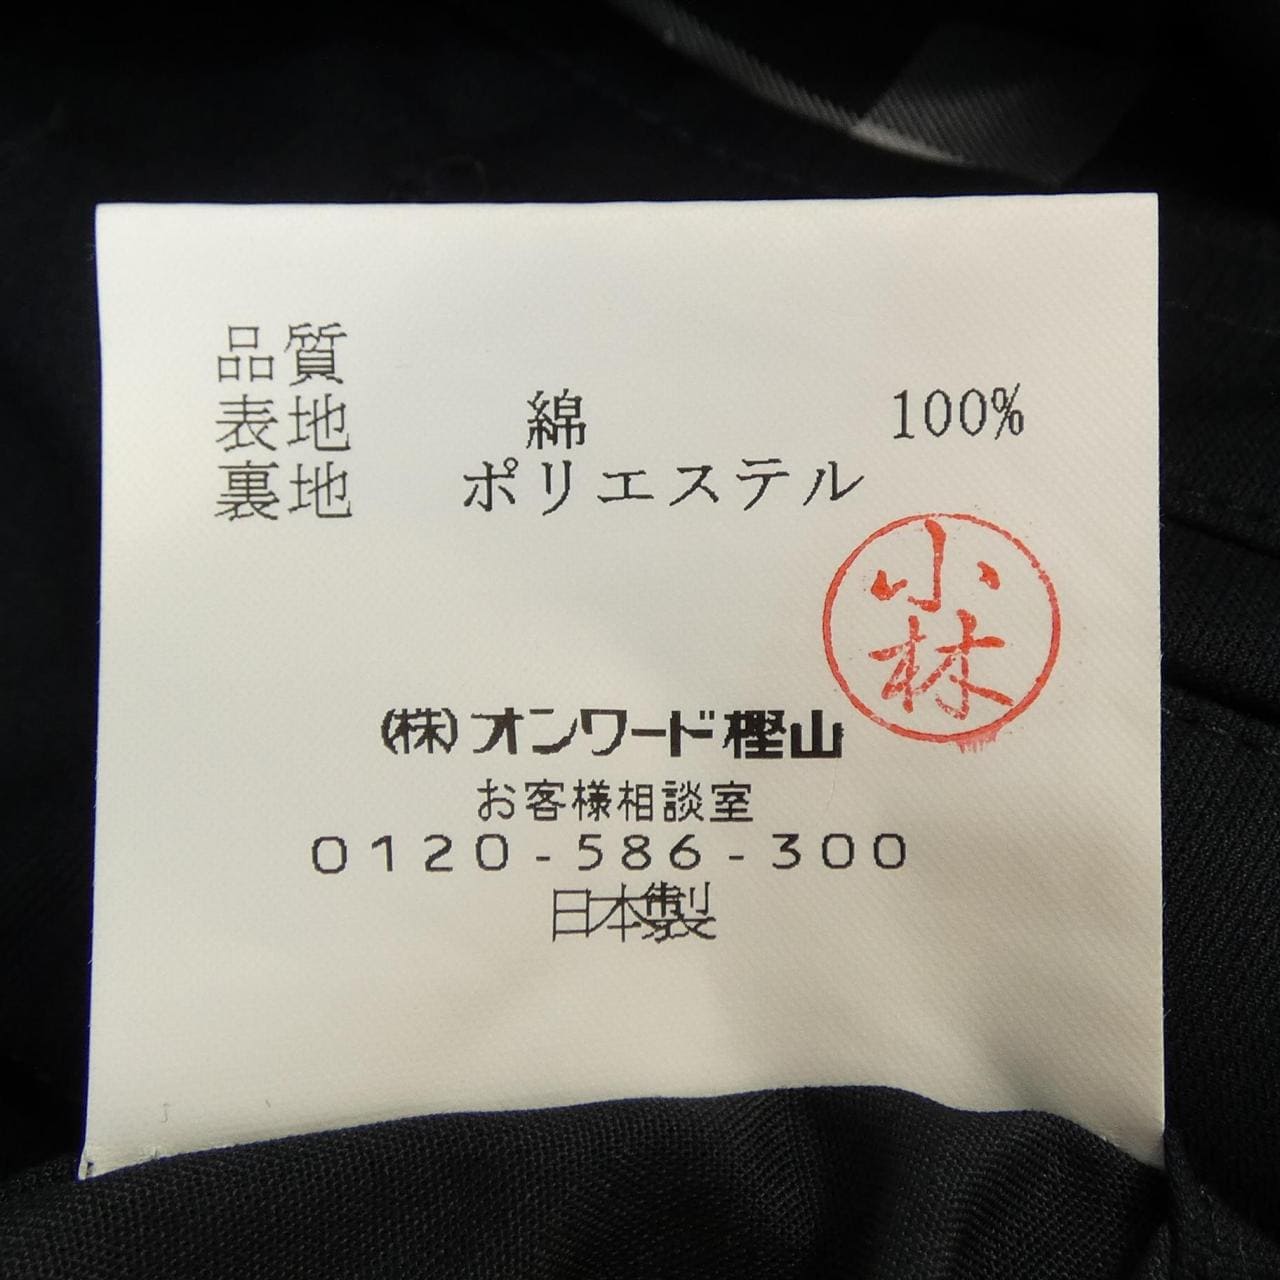 品質
表地 綿 100%
裏地 ポリエステル
小林
(株)オンワード樫山
お客様相談室
0120-586-300
日本製